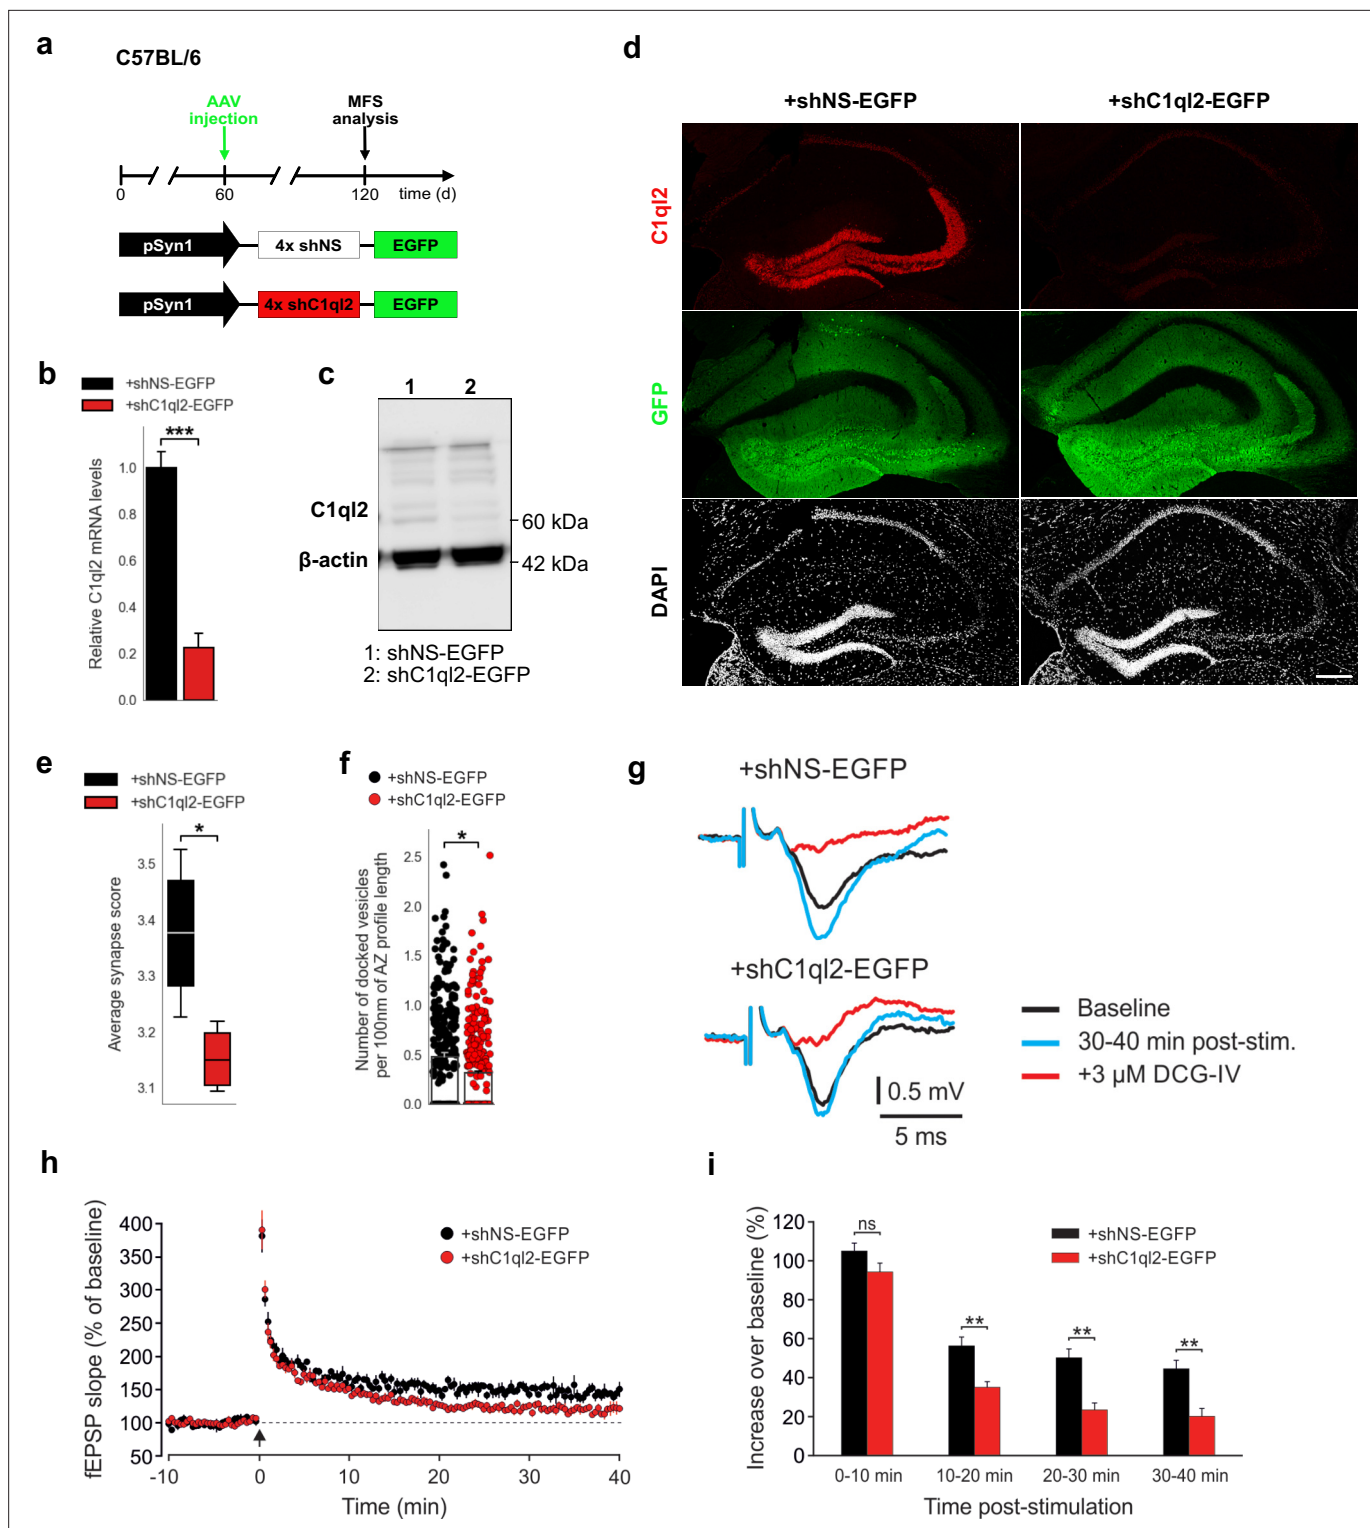 a
C57BL/6
AAV
injection
MFS
analysis
0
60
120
time (d)
pSyn1
4x shNS
EGFP
pSyn1
4x shC1ql2
EGFP
b
+shNS-EGFP
+shC1ql2-EGFP
***
Relative C1ql2 mRNA levels
1.0
0.8
0.6
0.4
0.2
0.0
c
1 2
C1ql2
β-actin
60 kDa
42 kDa
1: shNS-EGFP
2: shC1ql2-EGFP
d
+shNS-EGFP
+shC1ql2-EGFP
C1ql2
GFP
DAPI
e
+shNS-EGFP
+shC1ql2-EGFP
*
Average synapse score
3.5
3.4
3.3
3.2
3.1
f
+shNS-EGFP
+shC1ql2-EGFP
*
Number of docked vesicles
per 100nm of AZ profile length
2.5
2.0
1.5
1.0
0.5
0.0
g
+shNS-EGFP
+shC1ql2-EGFP
Baseline
30-40 min post-stim.
+3 µM DCG-IV
0.5 mV
5 ms
h
fEPSP slope (% of baseline)
400
350
300
250
200
150
100
50
+shNS-EGFP
+shC1ql2-EGFP
-10
0
10
20
30
40
Time (min)
i
Increase over baseline (%)
120
100
80
60
40
20
0
+shNS-EGFP
+shC1ql2-EGFP
ns
**
**
**
0-10 min
10-20 min
20-30 min
30-40 min
Time post-stimulation